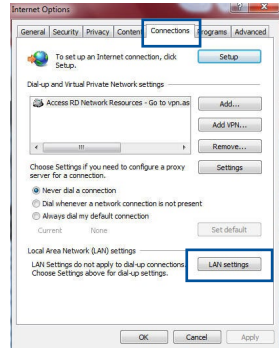 Internet Options
General Security Privacy Content Connections Programs Advanced
To set up an Internet connection, click Setup.
Setup
Dial-up and Virtual Private Network settings
Access RD Network Resources - Go to vpn.as
Add...
Add VPN...
Remove...
Choose Settings if you need to configure a proxy
server for a connection.
Settings
Never dial a connection
Dial whenever a network connection is not present
Always dial my default connection
Current None
Set default
Local Area Network (LAN) settings
LAN Settings do not apply to dial-up connections.
Choose Settings above for dial-up settings.
LAN settings
OK Cancel Apply